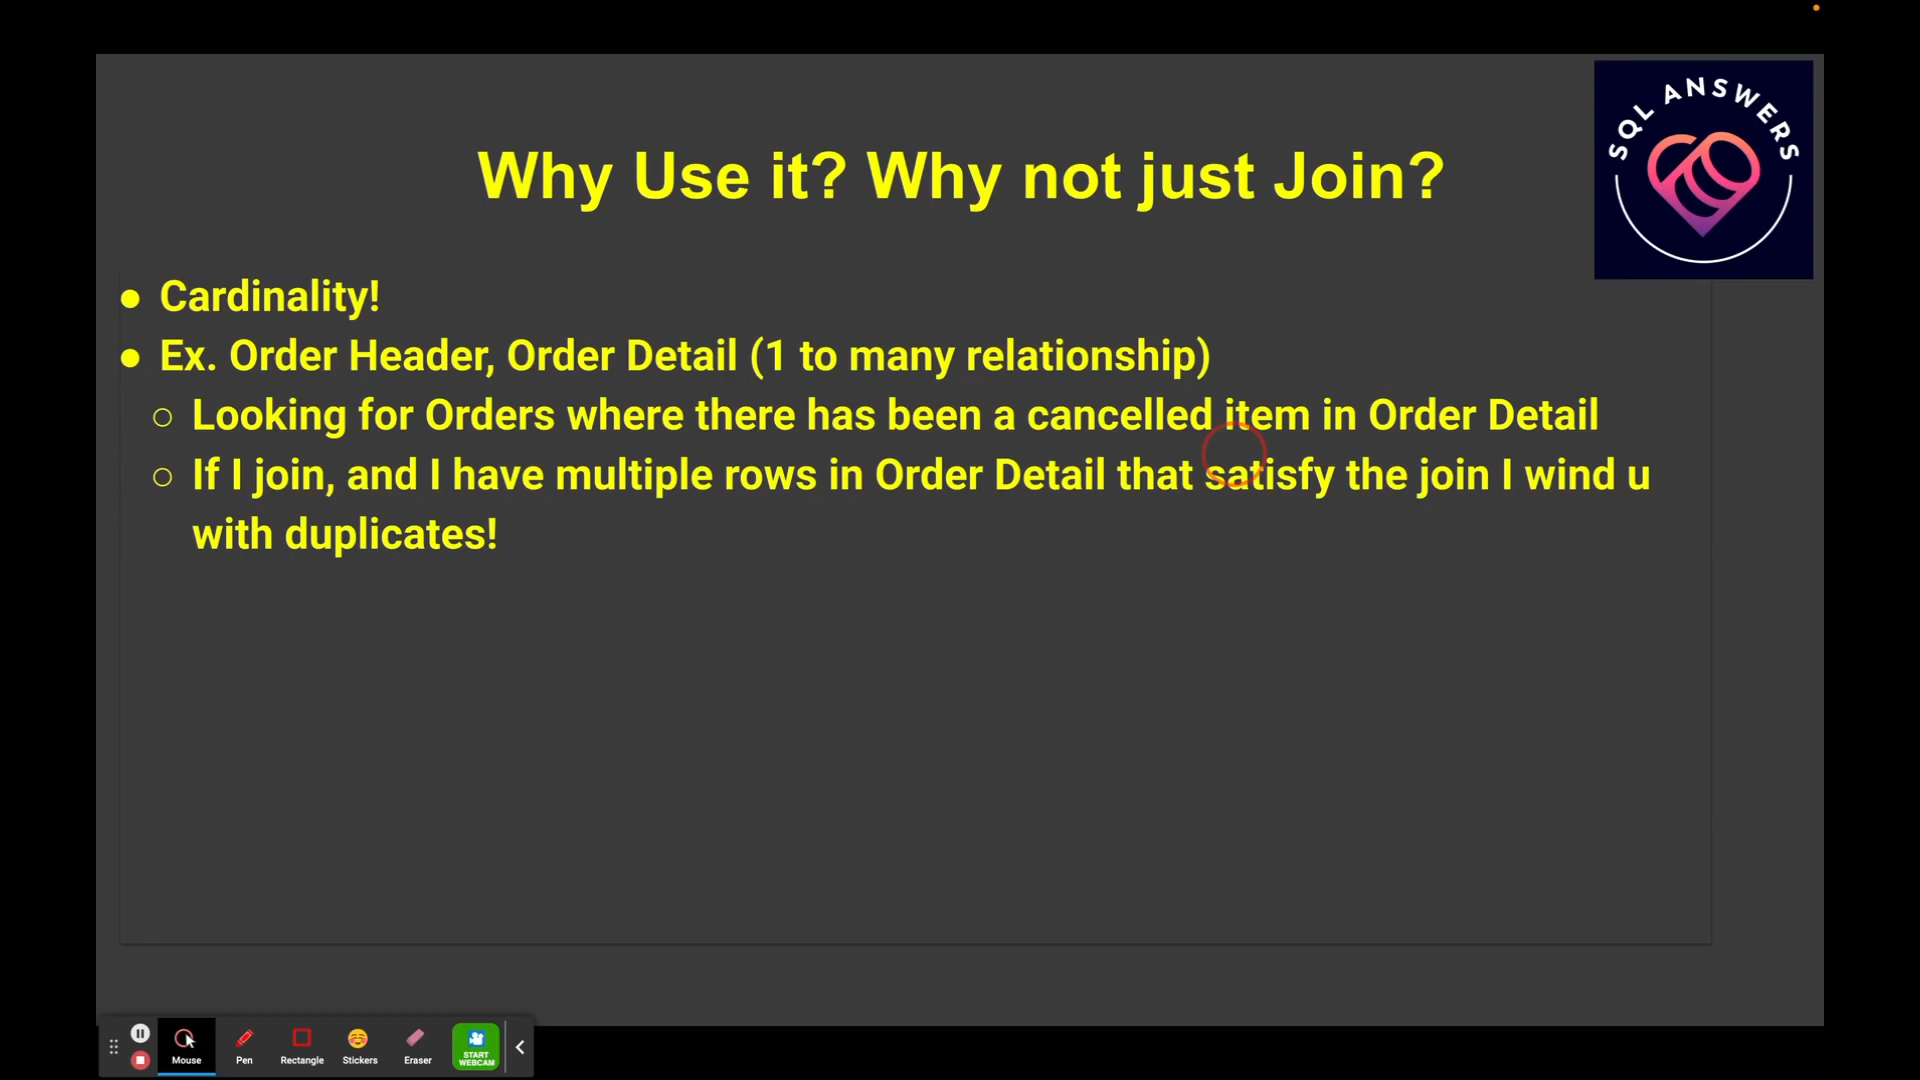 SQL ANSWERS
Why Use it? Why not just Join?
● Cardinality!
● Ex. Order Header, Order Detail (1 to many relationship)
○ Looking for Orders where there has been a cancelled item in Order Detail
○ If I join, and I have multiple rows in Order Detail that satisfy the join I wind u
with duplicates!
Mouse Pen Rectangle Stickers Eraser START WEBCAM